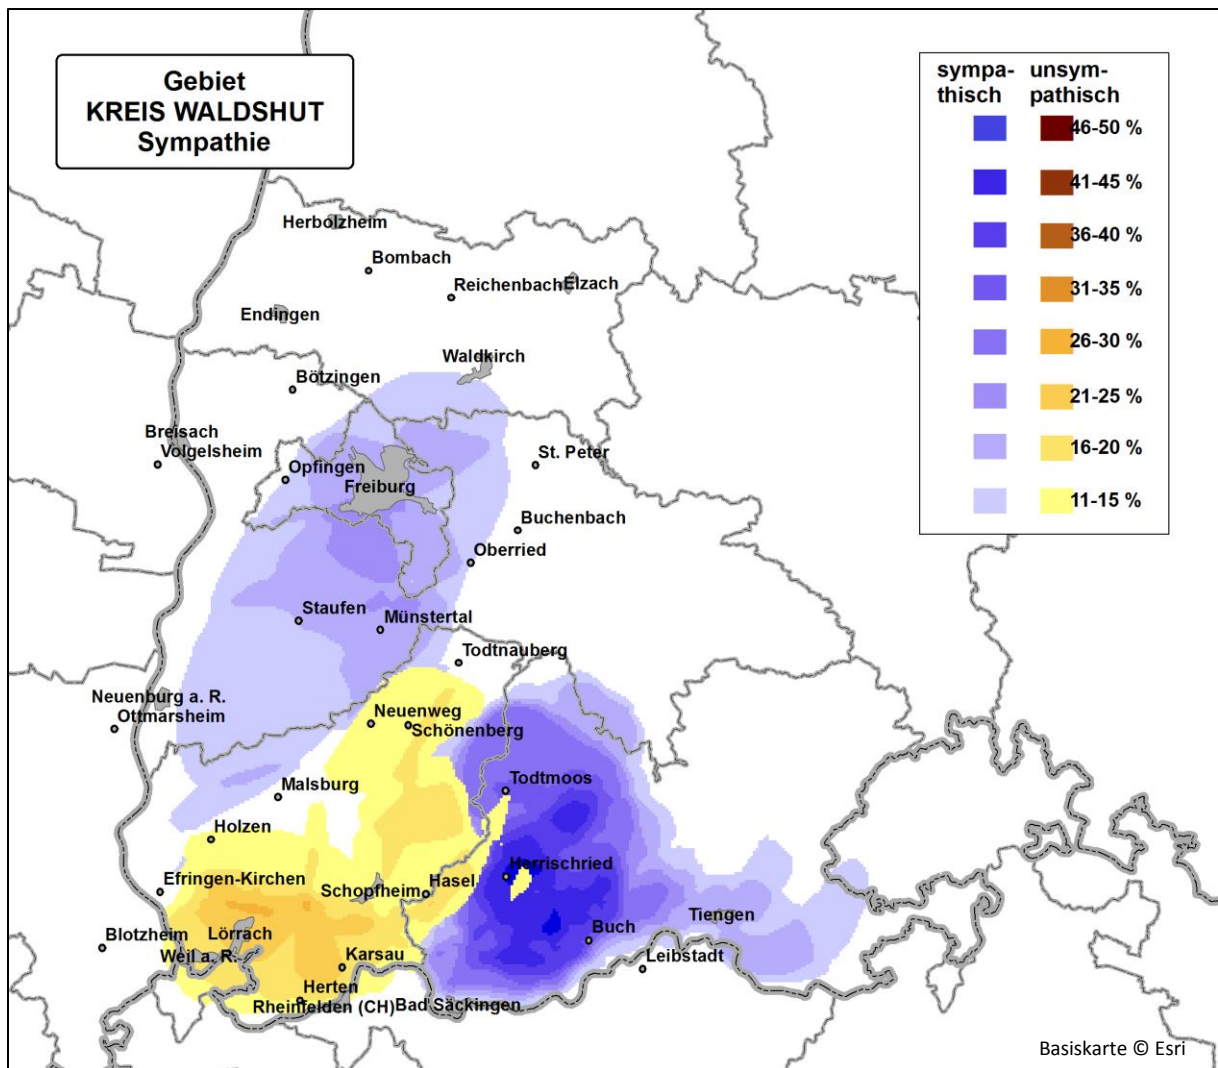 Gebiet
KREIS WALDSHUT
Sympathie
sympa-
thisch
unsym-
pathisch
46-50 %
41-45 %
36-40 %
31-35 %
26-30 %
21-25 %
16-20 %
11-15 %
Herbolzheim
Bombach
Reichenbach
Elzach
Endingen
Waldkirch
Bötzingen
Breisach
Volgelsheim
Opfingen
St. Peter
Freiburg
Buchenbach
Oberried
Staufen
Münstertal
Todtnauberg
Neuenburg a. R.
Ottmarsheim
Neuenweg
Schönenberg
Malsburg
Todtmoos
Holzen
Efringen-Kirchen
Schopfheim
Hasel
Herrischried
Blotzheim
Lörrach
Weil a. R.
Karsau
Buch
Tiengen
Leibstadt
Herten
Rheinfelden (CH)
Bad Säckingen
Basiskarte © Esri